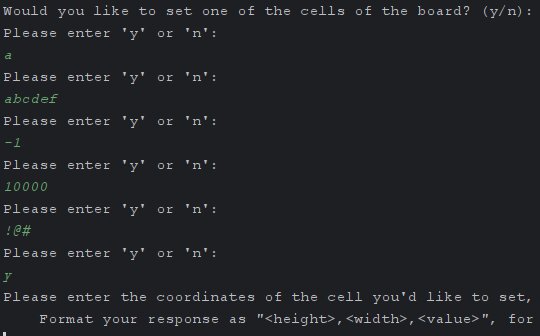 Would you like to set one of the cells of the board? (y/n):
Please enter 'y' or 'n':
a
Please enter 'y' or 'n':
abcdef
Please enter 'y' or 'n':
-1
Please enter 'y' or 'n':
10000
Please enter 'y' or 'n':
!@#
Please enter 'y' or 'n':
y
Please enter the coordinates of the cell you'd like to set,
Format your response as "<height>,<width>,<value>", for